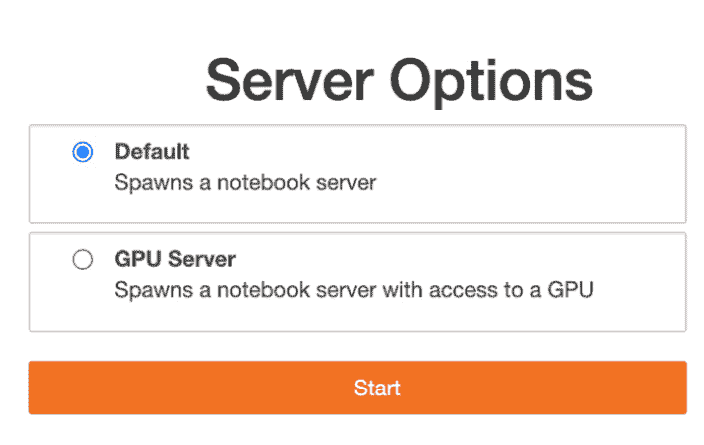 Server Options
Default
Spawns a notebook server
GPU Server
Spawns a notebook server with access to a GPU
Start